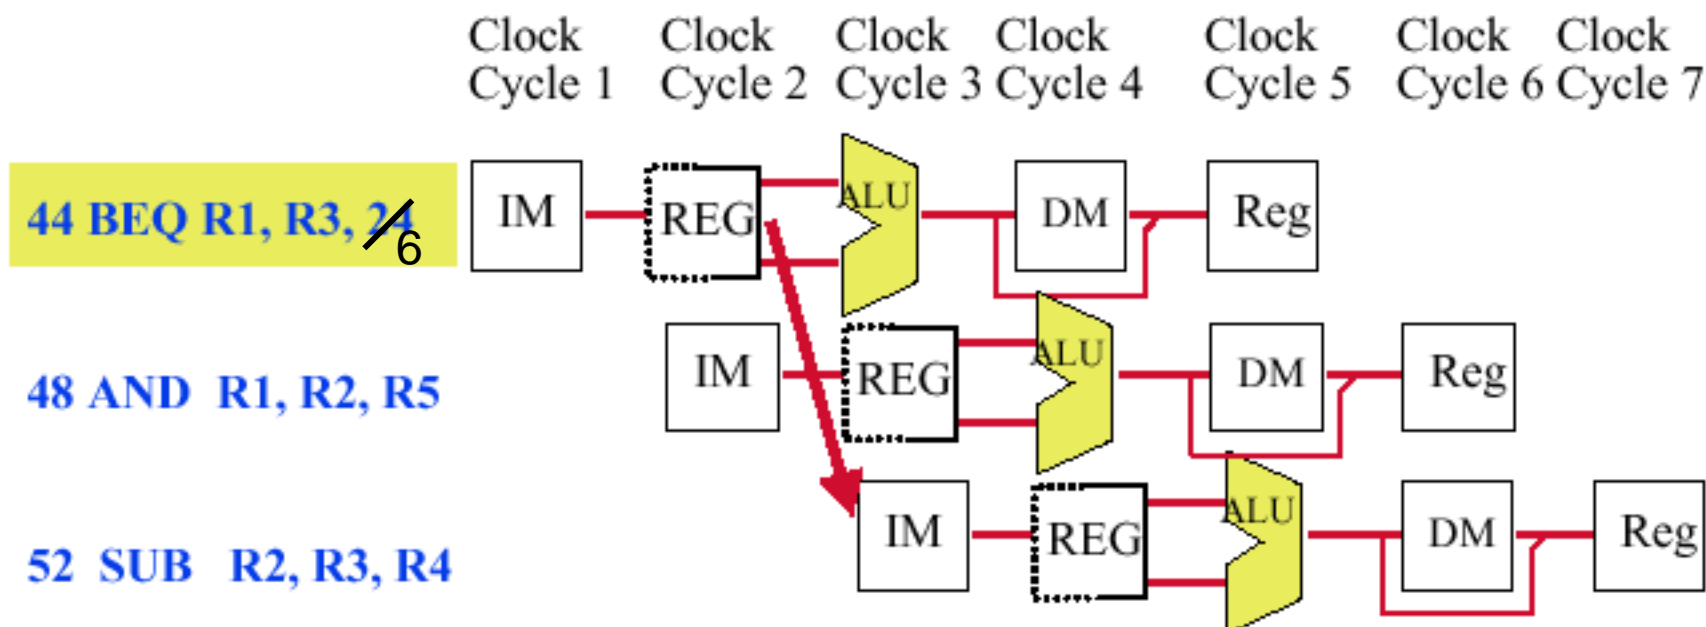 Clock Clock Clock Clock Clock Clock Clock
Cycle 1 Cycle 2 Cycle 3 Cycle 4 Cycle 5 Cycle 6 Cycle 7
44 BEQ R1, R3, 24 IM REG ALU DM Reg
6
48 AND R1, R2, R5 IM REG ALU DM Reg
52 SUB R2, R3, R4 IM REG ALU DM Reg